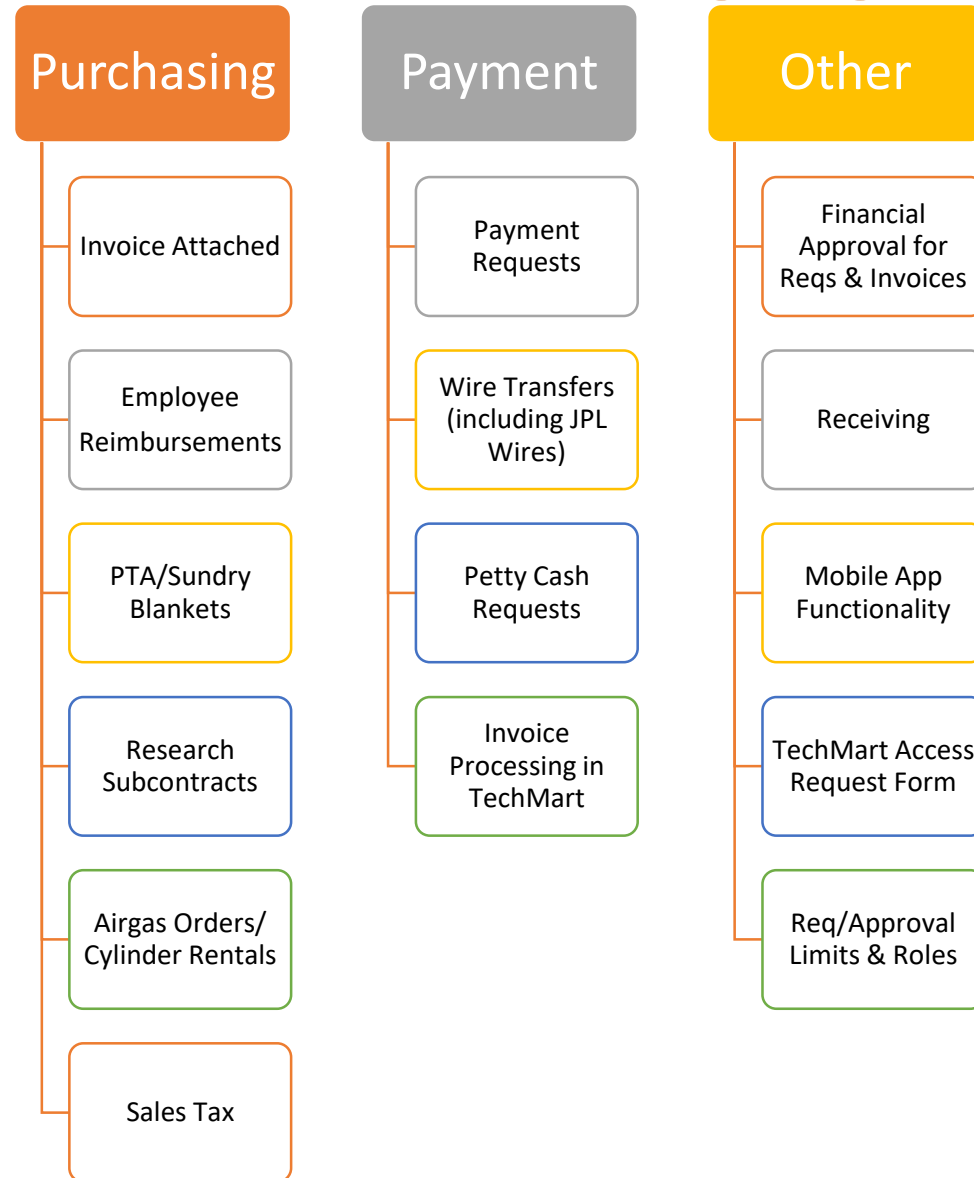 Purchasing
Invoice Attached
Employee
Reimbursements
PTA/Sundry
Blankets
Research
Subcontracts
Airgas Orders/
Cylinder Rentals
Sales Tax
Payment
Payment
Requests
Wire Transfers
(including JPL
Wires)
Petty Cash
Requests
Invoice
Processing in
TechMart
Other
Financial
Approval for
Reqs & Invoices
Receiving
Mobile App
Functionality
TechMart Access
Request Form
Req/Approval
Limits & Roles